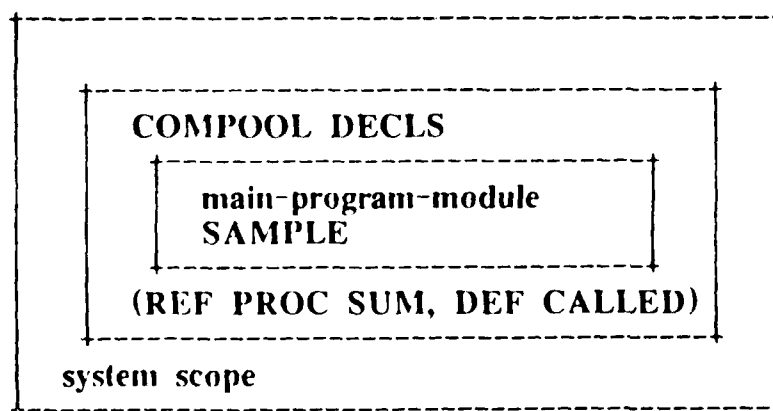 COMPOOL DECLS
main-program-module
SAMPLE
(REF PROC SUM, DEF CALLED)
system scope